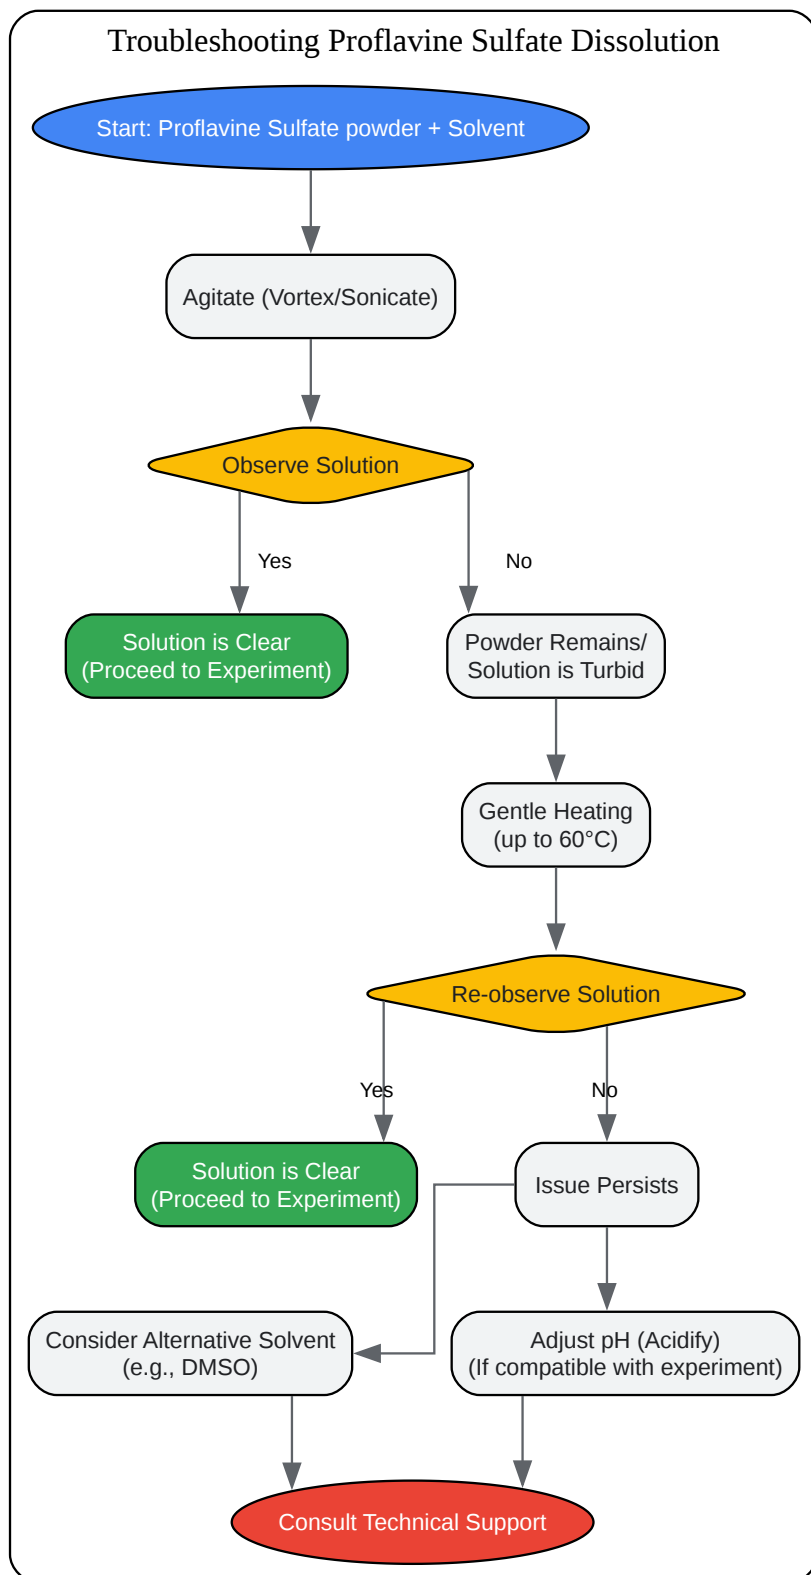 Troubleshooting Proflavine Sulfate Dissolution
Start: Proflavine Sulfate powder + Solvent
Agitate (Vortex/Sonicate)
Observe Solution
Yes
No
Solution is Clear
(Proceed to Experiment)
Powder Remains/
Solution is Turbid
Gentle Heating
(up to 60°C)
Re-observe Solution
Yes
No
Solution is Clear
(Proceed to Experiment)
Issue Persists
Consider Alternative Solvent
(e.g., DMSO)
Adjust pH (Acidify)
(If compatible with experiment)
Consult Technical Support